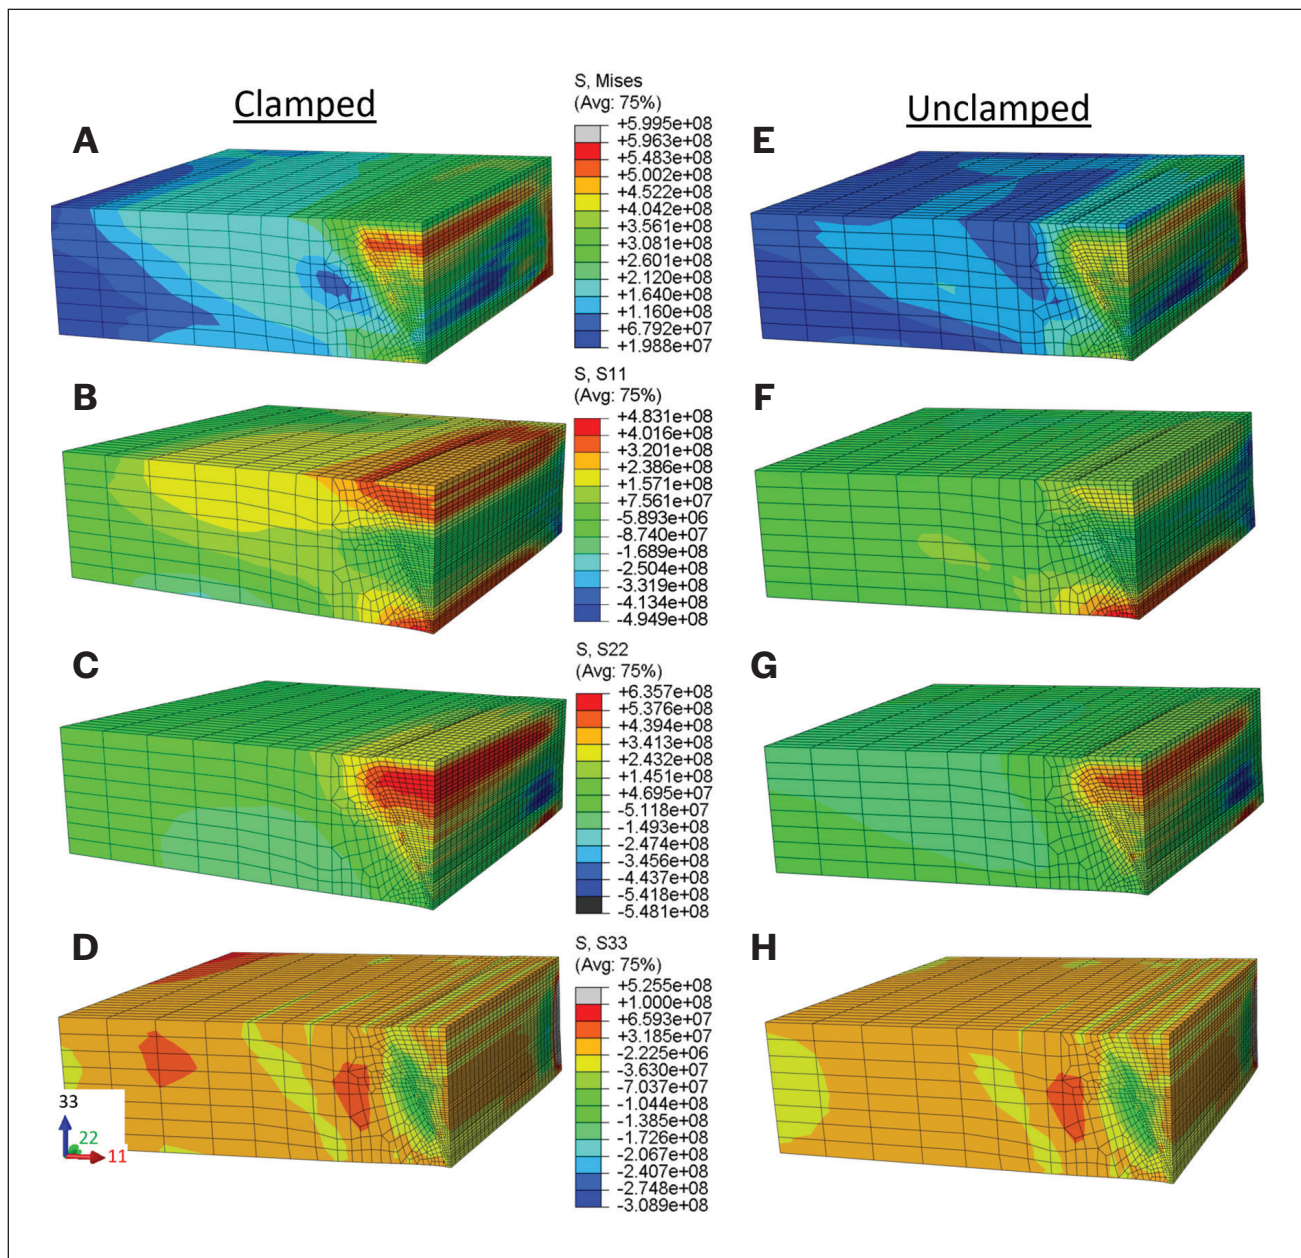 Clamped
Unclamped
A
S, Mises
(Avg: 75%)
+5.995e+08
+5.963e+08
+5.483e+08
+5.002e+08
+4.522e+08
+4.042e+08
+3.561e+08
+3.081e+08
+2.601e+08
+2.120e+08
+1.640e+08
+1.160e+08
+6.792e+07
+1.988e+07
E
B
S, S11
(Avg: 75%)
+4.831e+08
+4.016e+08
+3.201e+08
+2.386e+08
+1.571e+08
+7.561e+07
-5.893e+06
-8.740e+07
-1.689e+08
-2.504e+08
-3.319e+08
-4.134e+08
-4.949e+08
F
C
S, S22
(Avg: 75%)
+6.357e+08
+5.376e+08
+4.394e+08
+3.413e+08
+2.432e+08
+1.451e+08
+4.695e+07
-5.118e+07
-1.493e+08
-2.474e+08
-3.456e+08
-4.437e+08
-5.418e+08
-5.481e+08
G
D
S, S33
(Avg: 75%)
+5.255e+08
+1.000e+08
+6.593e+07
+3.185e+07
-2.225e+06
-3.630e+07
-7.037e+07
-1.044e+08
-1.385e+08
-1.726e+08
-2.067e+08
-2.407e+08
-2.748e+08
-3.089e+08
H
33
22
11